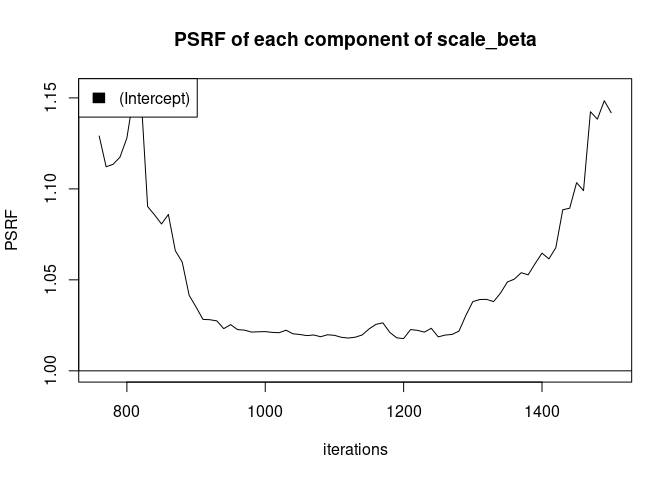 PSRF of each component of scale_beta
(Intercept)
PSRF
1.15
1.10
1.05
1.00
800 1000 1200 1400
iterations